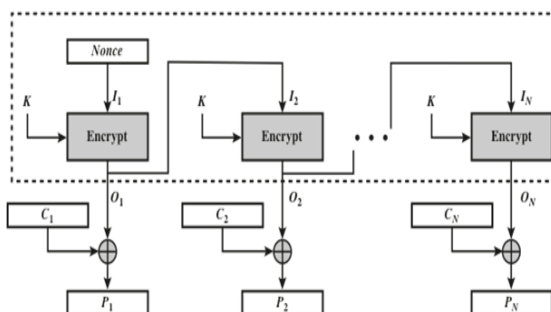 Nonce
K I1 K I2 K IN
Encrypt Encrypt • • • Encrypt
O1 O2 ON
C1 C2 CN
P1 P2 PN